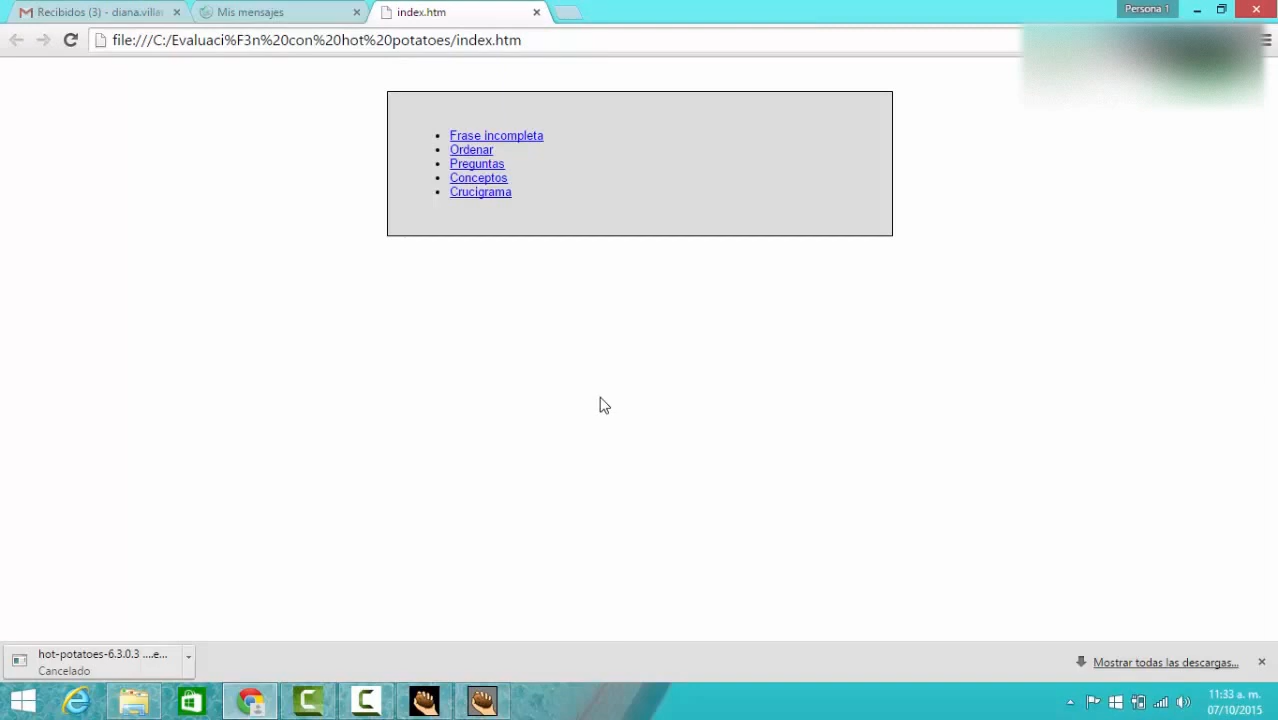 Recibidos (3) - diana.villar
Mis mensajes
index.htm
Persona 1
file:///C:/Evaluaci%F3n%20con%20hot%20potatoes/index.htm
Frase incompleta
Ordenar
Preguntas
Conceptos
Crucigrama
hot-potatoes-6.3.0.3 ....e...
Cancelado
Mostrar todas las descargas...
11:33 a. m.
07/10/2015